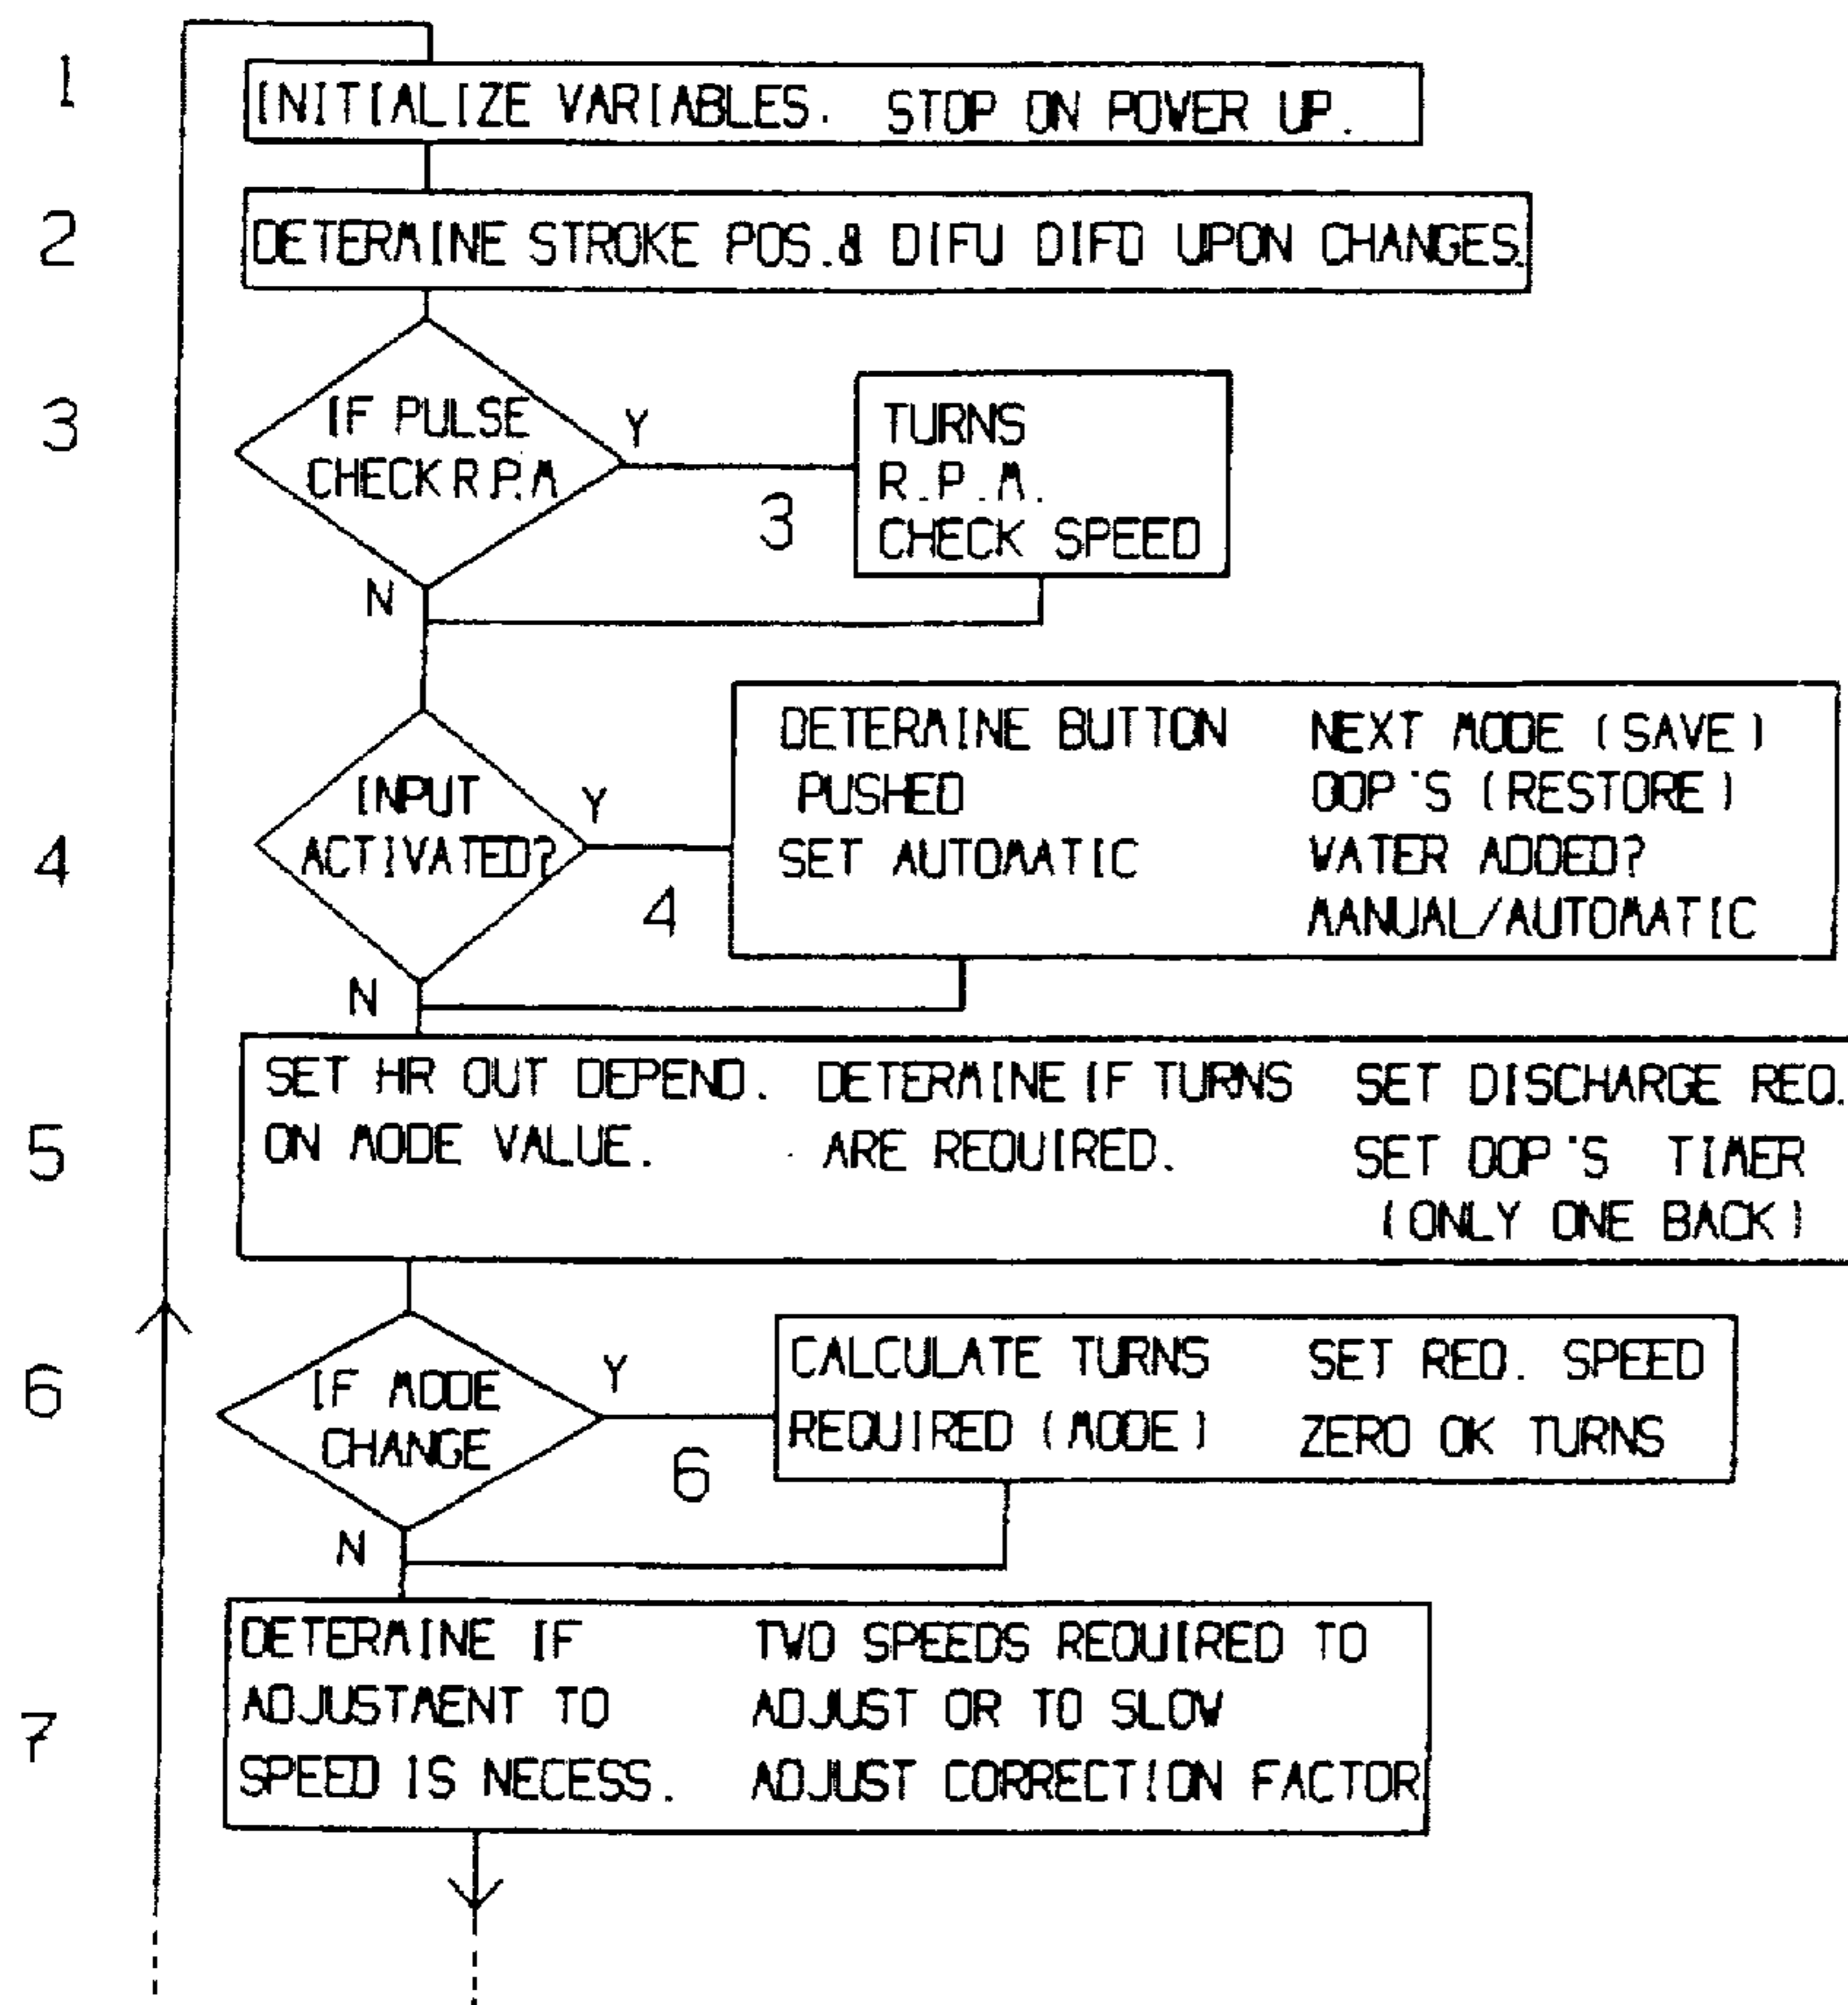 1
INITIALIZE VARIABLES. STOP ON POWER UP.
2
DETERMINE STROKE POS.& DIFU DIFD UPON CHANGES.
3
IF PULSE
CHECK R.P.M
Y
N
3
TURNS
R.P.M.
CHECK SPEED
4
INPUT
ACTIVATED?
Y
N
4
DETERMINE BUTTON
PUSHED
SET AUTOMATIC
NEXT MODE (SAVE)
OOP'S (RESTORE)
WATER ADDED?
MANUAL/AUTOMATIC
5
SET HR OUT DEPEND.
ON MODE VALUE.
DETERMINE IF TURNS
ARE REQUIRED.
SET DISCHARGE REQ.
SET OOP'S TIMER
(ONLY ONE BACK)
6
IF MODE
CHANGE
Y
N
6
CALCULATE TURNS
REQUIRED (MODE)
SET REQ. SPEED
ZERO OK TURNS
7
DETERMINE IF
ADJUSTMENT TO
SPEED IS NECESS.
TWO SPEEDS REQUIRED TO
ADJUST OR TO SLOW
ADJUST CORRECTION FACTOR